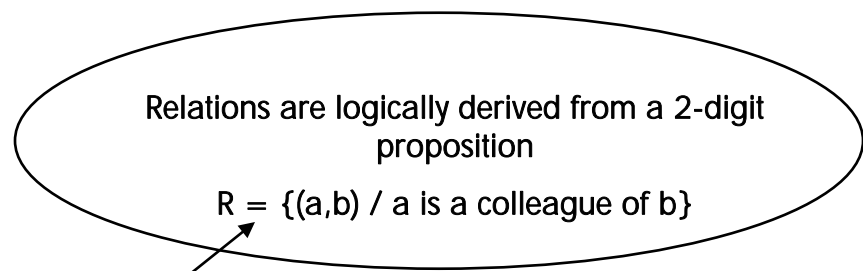 Relations are logically derived from a 2-digit
proposition
R = {(a,b) / a is a colleague of b}